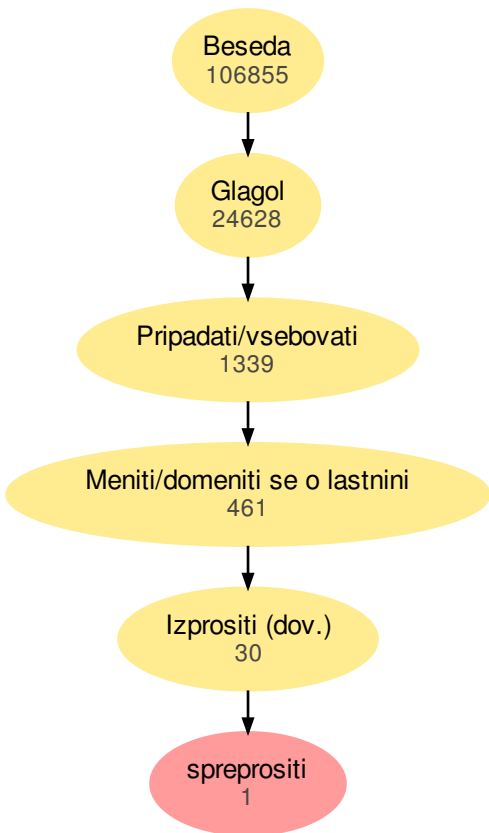 Beseda
106855
Glagol
24628
Pripadati/vsebovati
1339
Meniti/domeniti se o lastnini
461
Izprositi (dov.)
30
spreprositi
1